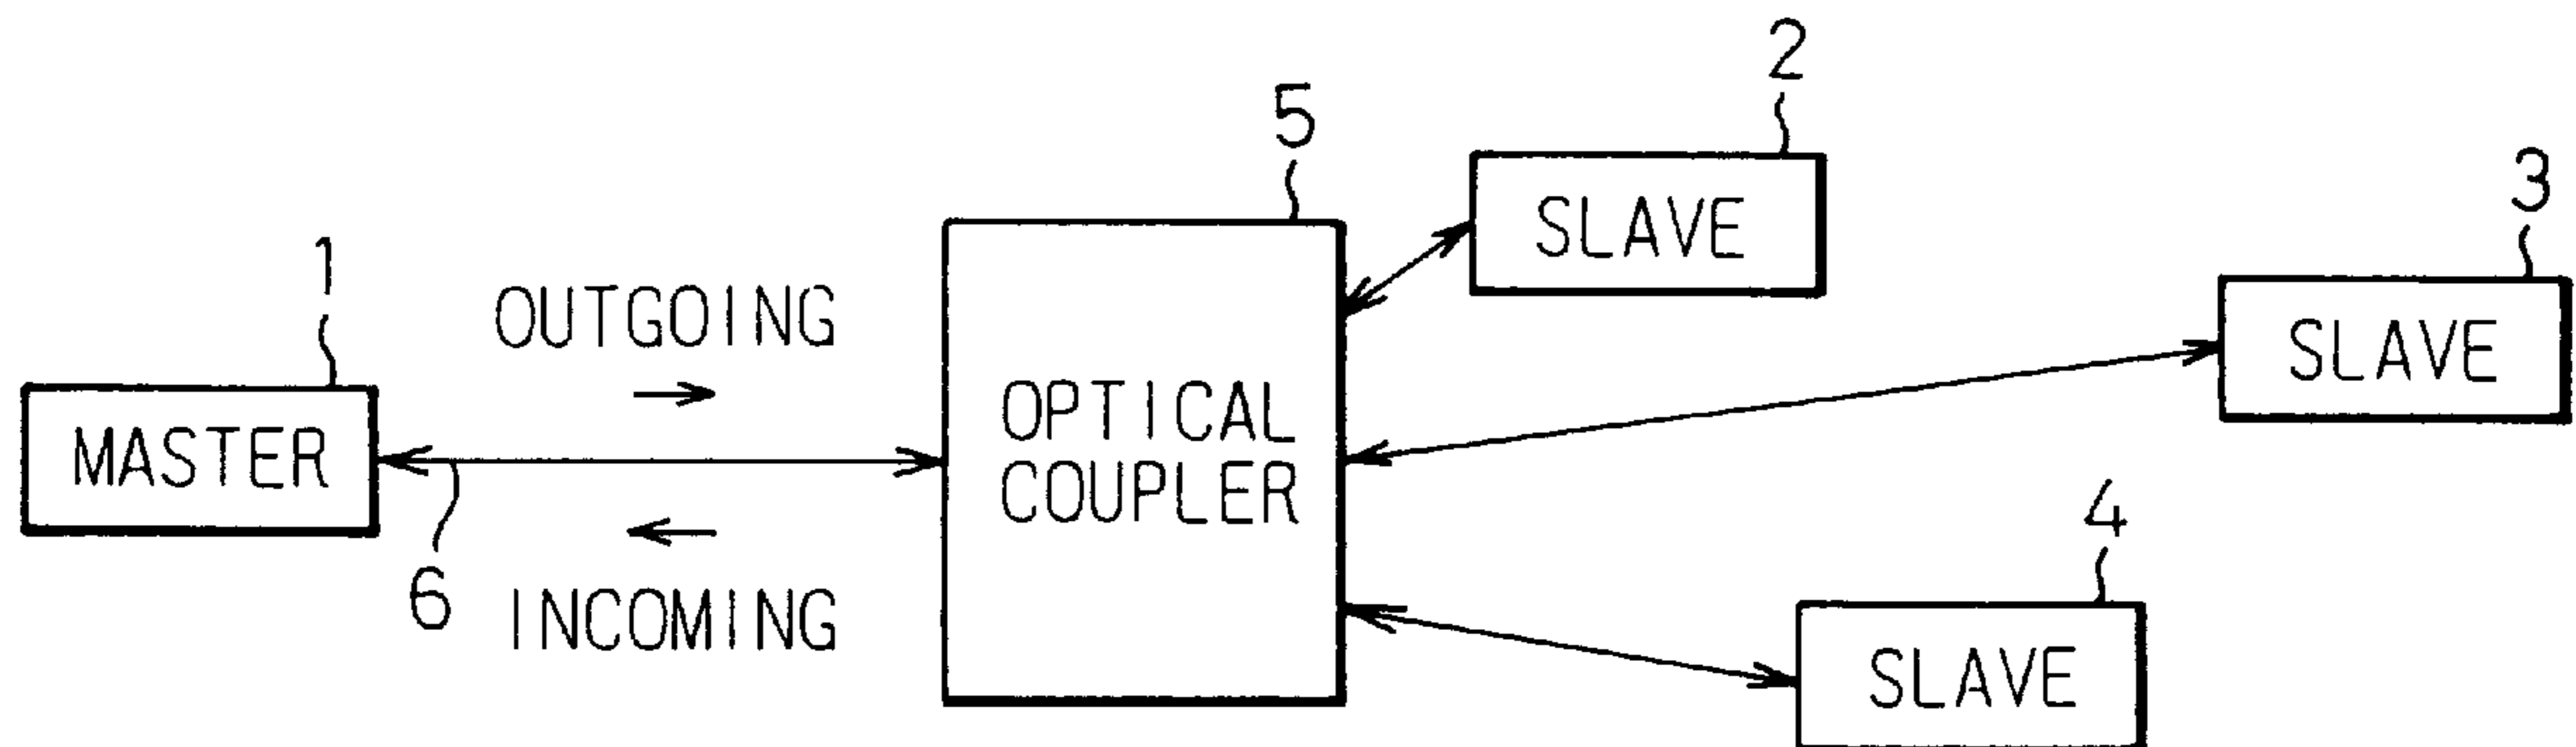 2
5
SLAVE
3
1
OUTGOING
SLAVE
MASTER
OPTICAL
COUPLER
4
6
INCOMING
SLAVE